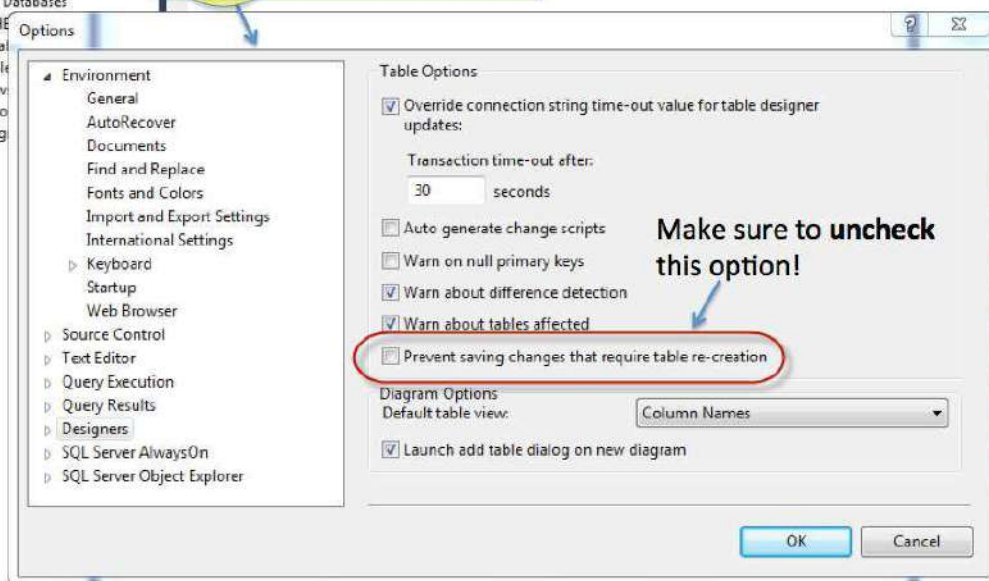 Databases
Options
Environment
General
AutoRecover
Documents
Find and Replace
Fonts and Colors
Import and Export Settings
International Settings
Keyboard
Startup
Web Browser
Source Control
Text Editor
Query Execution
Query Results
Designers
SQL Server AlwaysOn
SQL Server Object Explorer
Table Options
Override connection string time-out value for table designer
updates:
Transaction time-out after:
30 seconds
Auto generate change scripts
Warn on null primary keys
Warn about difference detection
Warn about tables affected
Prevent saving changes that require table re-creation
Make sure to uncheck
this option!
Diagram Options
Default table view:
Column Names
Launch add table dialog on new diagram
OK
Cancel